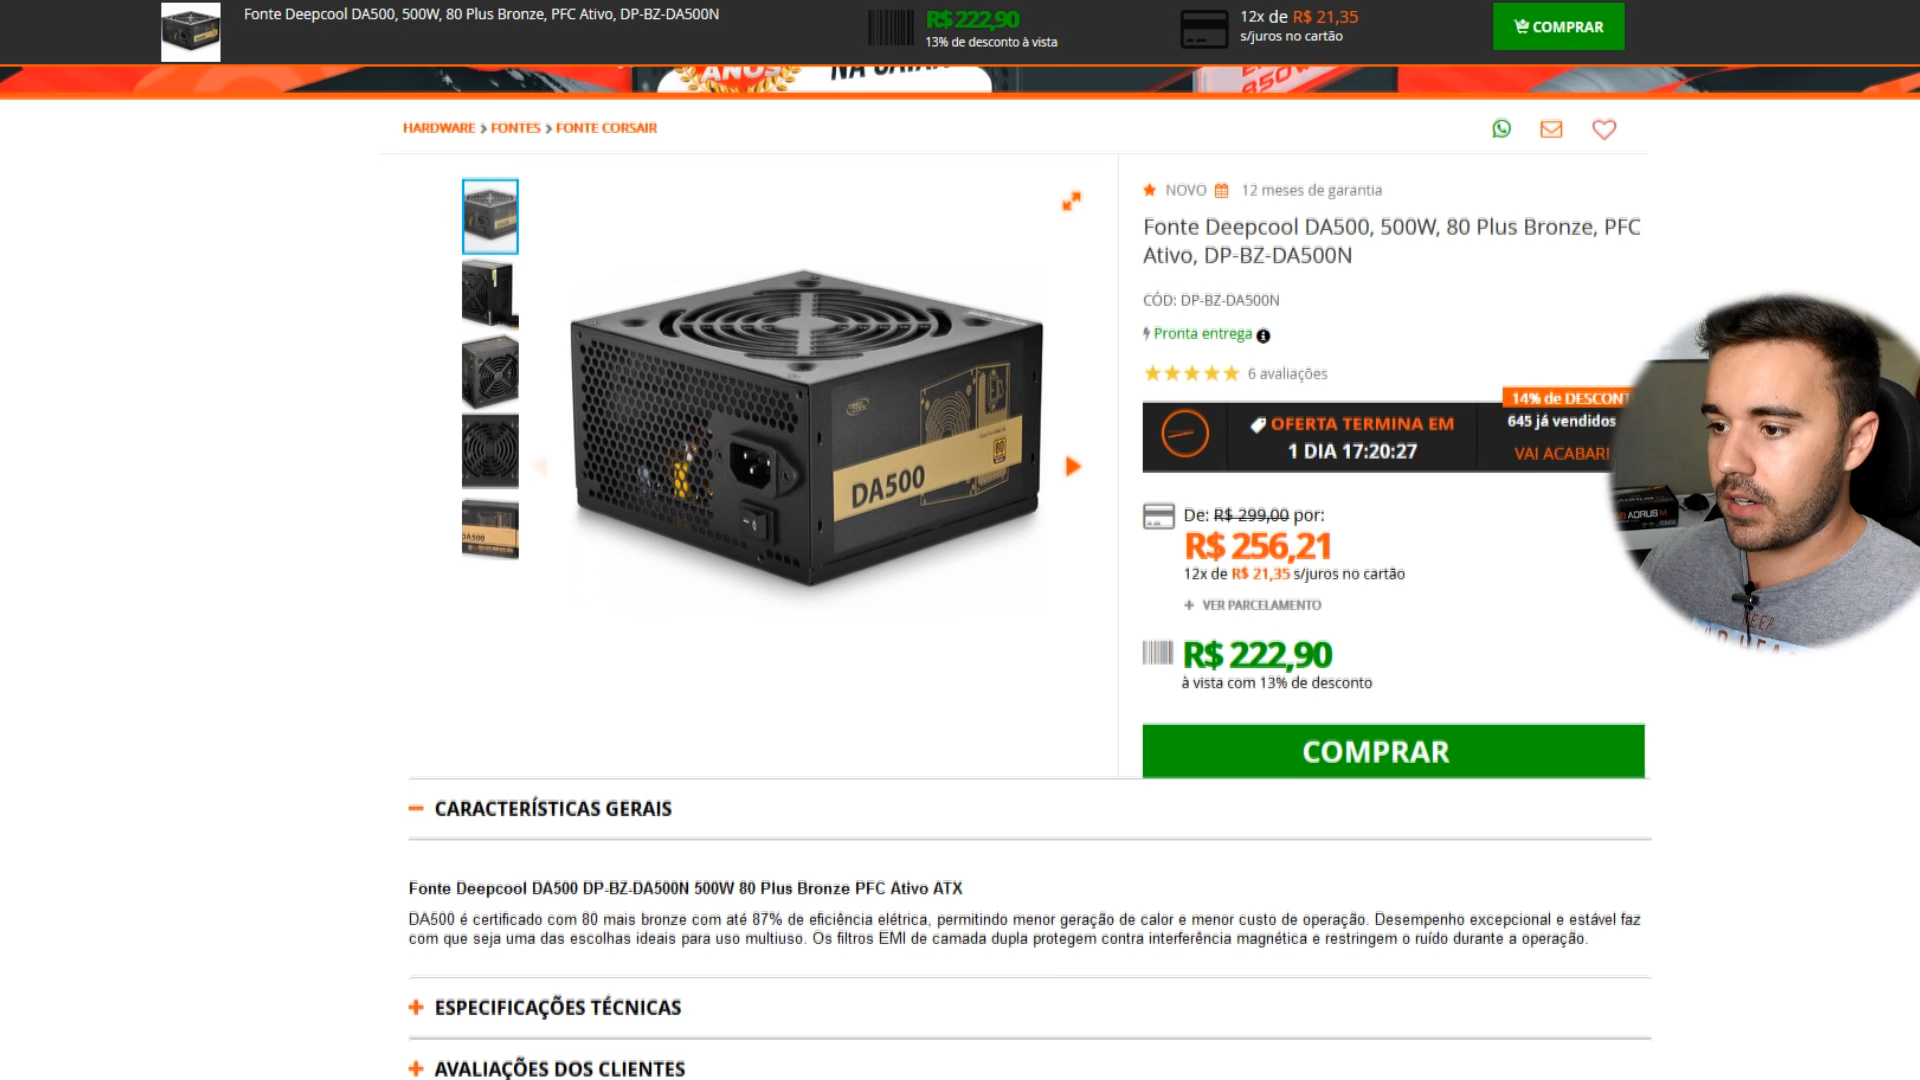 Fonte Deepcool DA500, 500W, 80 Plus Bronze, PFC Ativo, DP-BZ-DA500N
R$ 222,90
13% de desconto à vista
12x de R$ 21,35
s/juros no cartão
COMPRAR
ANOS
850W
HARDWARE > FONTES > FONTE CORSAIR
NOVO 12 meses de garantia
Fonte Deepcool DA500, 500W, 80 Plus Bronze, PFC
Ativo, DP-BZ-DA500N
CÓD: DP-BZ-DA500N
Pronta entrega
6 avaliações
14% de DESCONT
OFERTA TERMINA EM
645 já vendidos
1 DIA 17:20:27
VAI ACABAR!
De: R$ 299,00 por:
R$ 256,21
12x de R$ 21,35 s/juros no cartão
+ VER PARCELAMENTO
R$ 222,90
à vista com 13% de desconto
COMPRAR
DA500
DA500
AORUS M
KEEP
CARACTERÍSTICAS GERAIS
Fonte Deepcool DA500 DP-BZ-DA500N 500W 80 Plus Bronze PFC Ativo ATX
DA500 é certificado com 80 mais bronze com até 87% de eficiência elétrica, permitindo menor geração de calor e menor custo de operação. Desempenho excepcional e estável faz
com que seja uma das escolhas ideais para uso multiuso. Os filtros EMI de camada dupla protegem contra interferência magnética e restringem o ruído durante a operação.
+ ESPECIFICAÇÕES TÉCNICAS
+ AVALIAÇÕES DOS CLIENTES